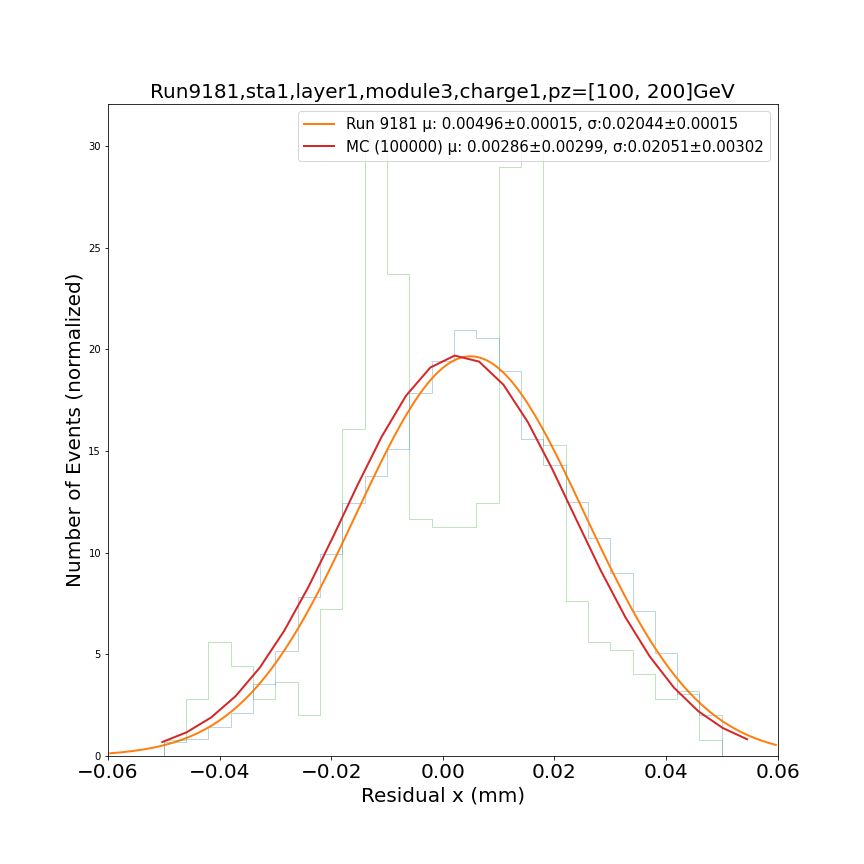 Run9181,sta1,layer1,module3,charge1,pz=[100, 200]GeV
Run 9181 μ: 0.00496±0.00015, σ:0.02044±0.00015
MC (100000) μ: 0.00286±0.00299, σ:0.02051±0.00302
Number of Events (normalized)
30
25
20
15
10
5
0
−0.06 −0.04 −0.02 0.00 0.02 0.04 0.06
Residual x (mm)